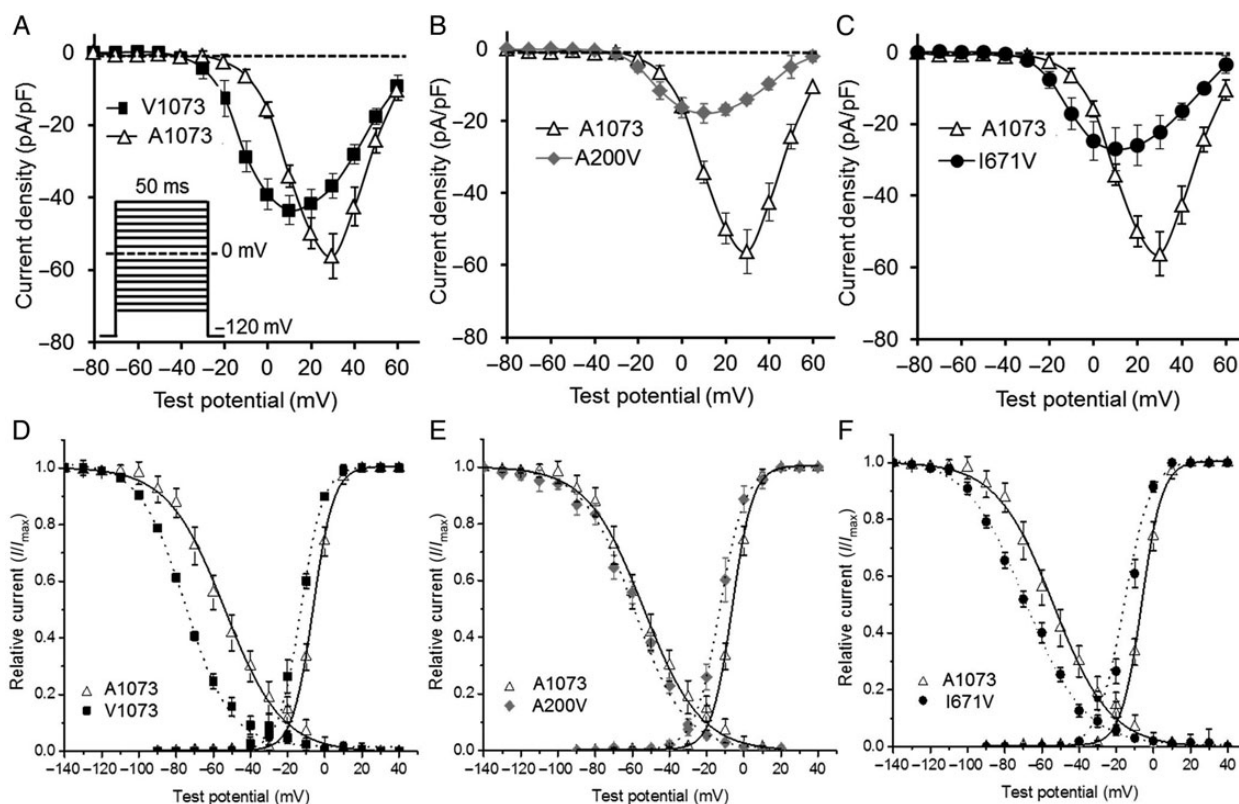 A
0
−20
−40
−60
−80
Current density (pA/pF)
V1073
A1073
50 ms
0 mV
−120 mV
−80 −60 −40 −20 0 20 40 60
Test potential (mV)
B
0
−20
−40
−60
−80
Current density (pA/pF)
A1073
A200V
−80 −60 −40 −20 0 20 40 60
Test potential (mV)
C
0
−20
−40
−60
−80
Current density (pA/pF)
A1073
I671V
−80 −60 −40 −20 0 20 40 60
Test potential (mV)
D
1.0
0.8
0.6
0.4
0.2
0.0
Relative current (I/Imax)
A1073
V1073
−140 −120 −100 −80 −60 −40 −20 0 20 40
Test potential (mV)
E
1.0
0.8
0.6
0.4
0.2
0.0
Relative current (I/Imax)
A1073
A200V
−140 −120 −100 −80 −60 −40 −20 0 20 40
Test potential (mV)
F
1.0
0.8
0.6
0.4
0.2
0.0
Relative current (I/Imax)
A1073
I671V
−140 −120 −100 −80 −60 −40 −20 0 20 40
Test potential (mV)